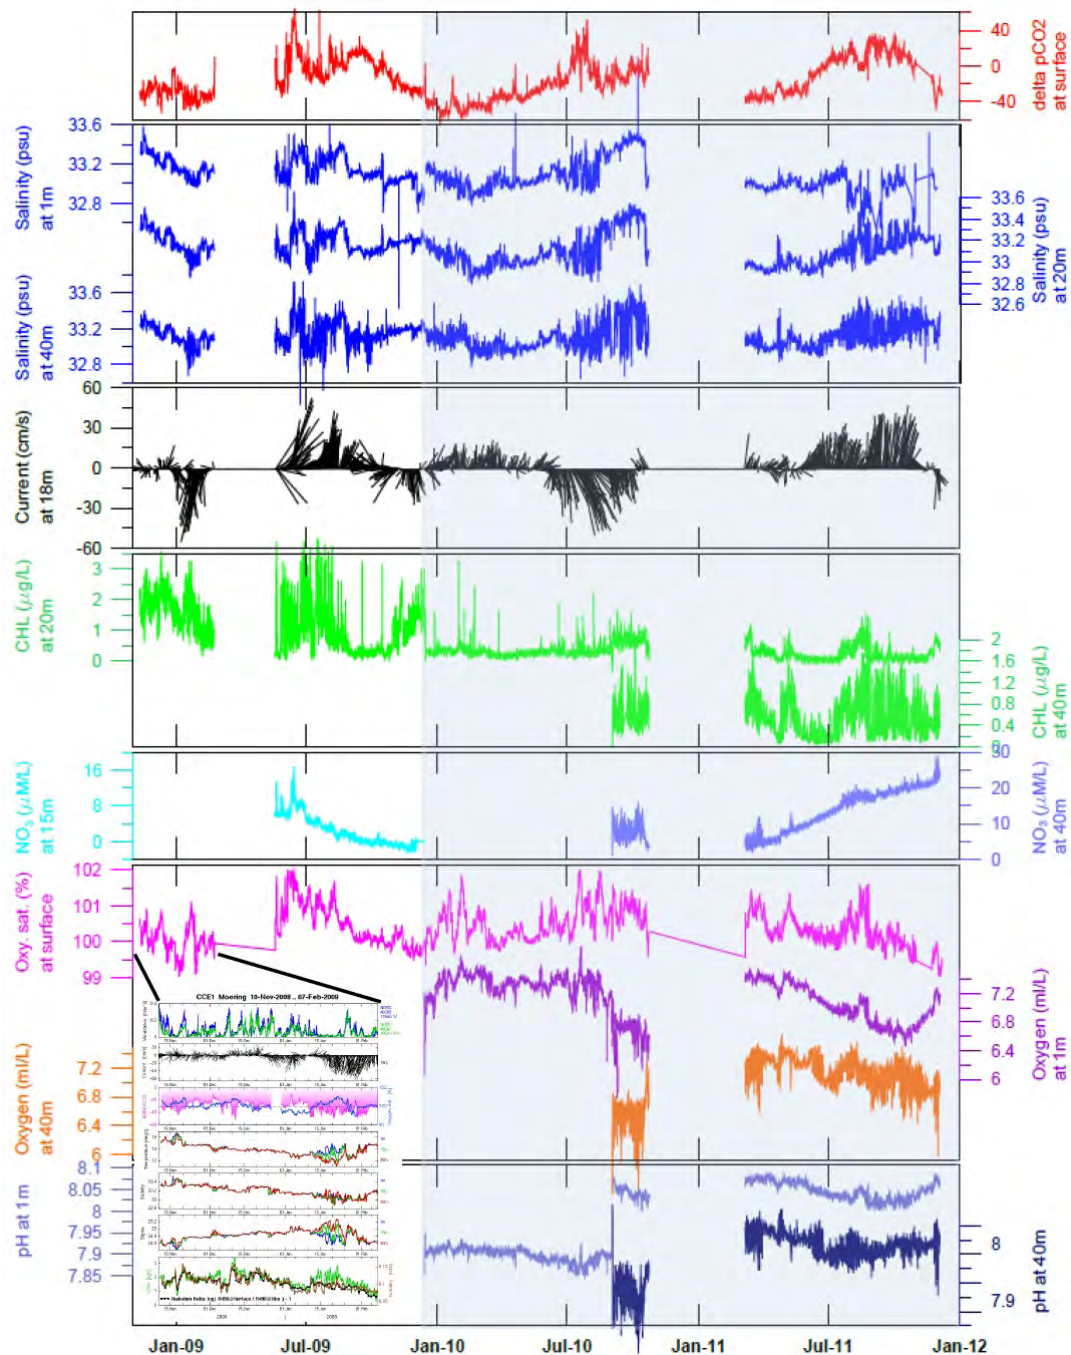 40
0
-40
delta pCO2
at surface
33.6
33.2
32.8
Salinity (psu)
at 1m
33.6
33.4
33.2
33
32.8
32.6
Salinity (psu)
at 20m
33.6
33.2
32.8
Salinity (psu)
at 40m
60
30
0
-30
-60
Current (cm/s)
at 18m
3
2
1
0
CHL (μg/L)
at 20m
2
1.6
1.2
0.8
0.4
0
CHL (μg/L)
at 40m
16
8
0
NO3 (μM/L)
at 15m
30
20
10
0
NO3 (μM/L)
at 40m
102
101
100
99
Oxy. sat. (%)
at surface
7.2
6.8
6.4
6
Oxygen (ml/L)
at 1m
7.2
6.8
6.4
6
Oxygen (ml/L)
at 40m
CCE1 Mooring 10-Nov-2008 .. 07-Feb-2009
8.1
8.05
8
7.95
7.9
7.85
pH at 1m
8
7.9
pH at 40m
Jan-09 Jul-09 Jan-10 Jul-10 Jan-11 Jul-11 Jan-12